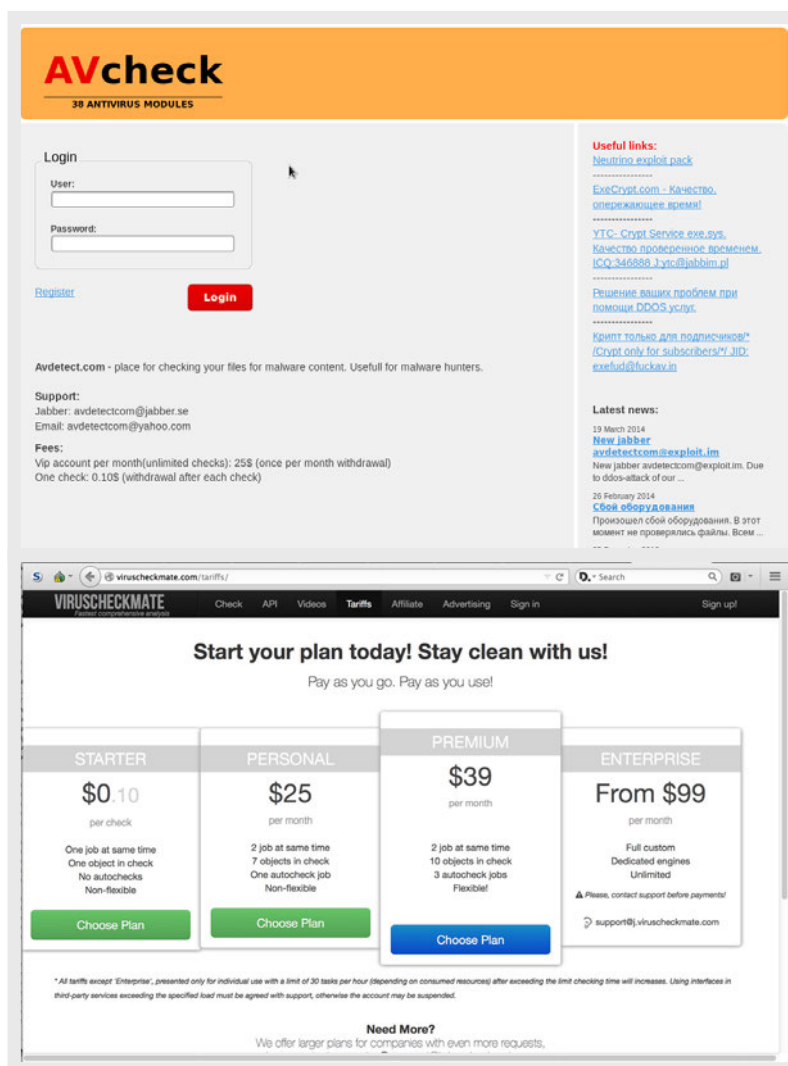 AVcheck
38 ANTIVIRUS MODULES
Login
User:
Password:
Register
Login
Avdetect.com - place for checking your files for malware content. Usefull for malware hunters.
Support:
Jabber: avdetectcom@jabber.se
Email: avdetectcom@yahoo.com
Fees:
Vip account per month(unlimited checks): 25$ (once per month withdrawal)
One check: 0.10$ (withdrawal after each check)
Useful links:
Neutrino exploit pack
----------------
ExeCrypt.com - Качество,
опережающее время!
----------------
YTC- Crypt Service exe,sys.
Качество проверенное временем.
ICQ:346888 J:ytc@jabbim.pl
----------------
Решение ваших проблем при
помощи DDOS услуг.
----------------
Крипт только для подписчиков/*
/Crypt only for subscribers/*/ JID:
exefud@fuckav.in
Latest news:
19 March 2014
New jabber
avdetectcom@exploit.im
New jabber avdetectcom@exploit.im. Due
to ddos-attack of our ...
26 February 2014
Сбой оборудования
Произошел сбой оборудования. В этот
момент не проверялись файлы. Всем ...
viruscheckmate.com/tariffs/
Search
VIRUSCHECKMATE
Fastest comprehensive analysis
Check API Videos Tariffs Affiliate Advertising Sign in Sign up!
Start your plan today! Stay clean with us!
Pay as you go. Pay as you use!
STARTER
$0.10
per check
One job at same time
One object in check
No autochecks
Non-flexible
Choose Plan
PERSONAL
$25
per month
2 job at same time
7 objects in check
One autocheck job
Non-flexible
Choose Plan
PREMIUM
$39
per month
2 job at same time
10 objects in check
3 autocheck jobs
Flexible!
Choose Plan
ENTERPRISE
From $99
per month
Full custom
Dedicated engines
Unlimited
Please, contact support before payments!
support@j.viruscheckmate.com
* All tariffs except 'Enterprise', presented only for individual use with a limit of 30 tasks per hour (depending on consumed resources) after exceeding the limit checking time will increases. Using interfaces in
third-party services exceeding the specified load must be agreed with support, otherwise the account may be suspended.
Need More?
We offer larger plans for companies with even more requests,